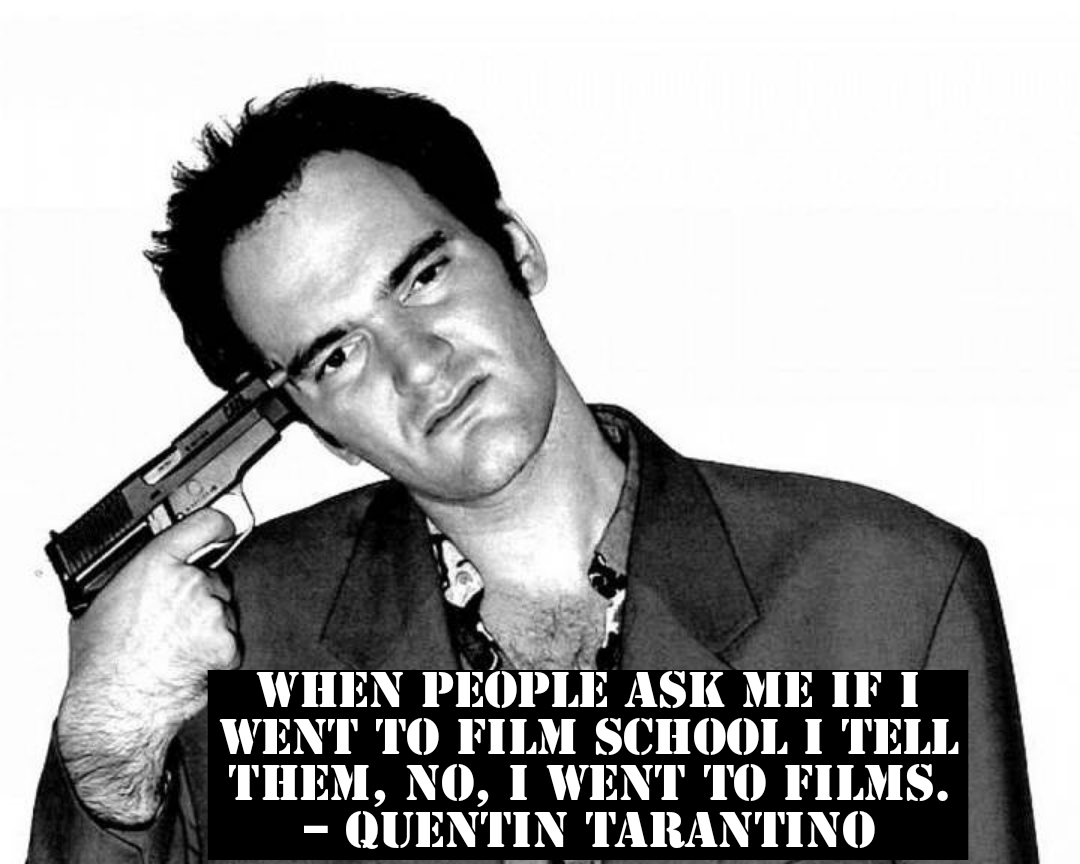 WHEN PEOPLE ASK ME IF I
WENT TO FILM SCHOOL I TELL
THEM, NO, I WENT TO FILMS.
– QUENTIN TARANTINO